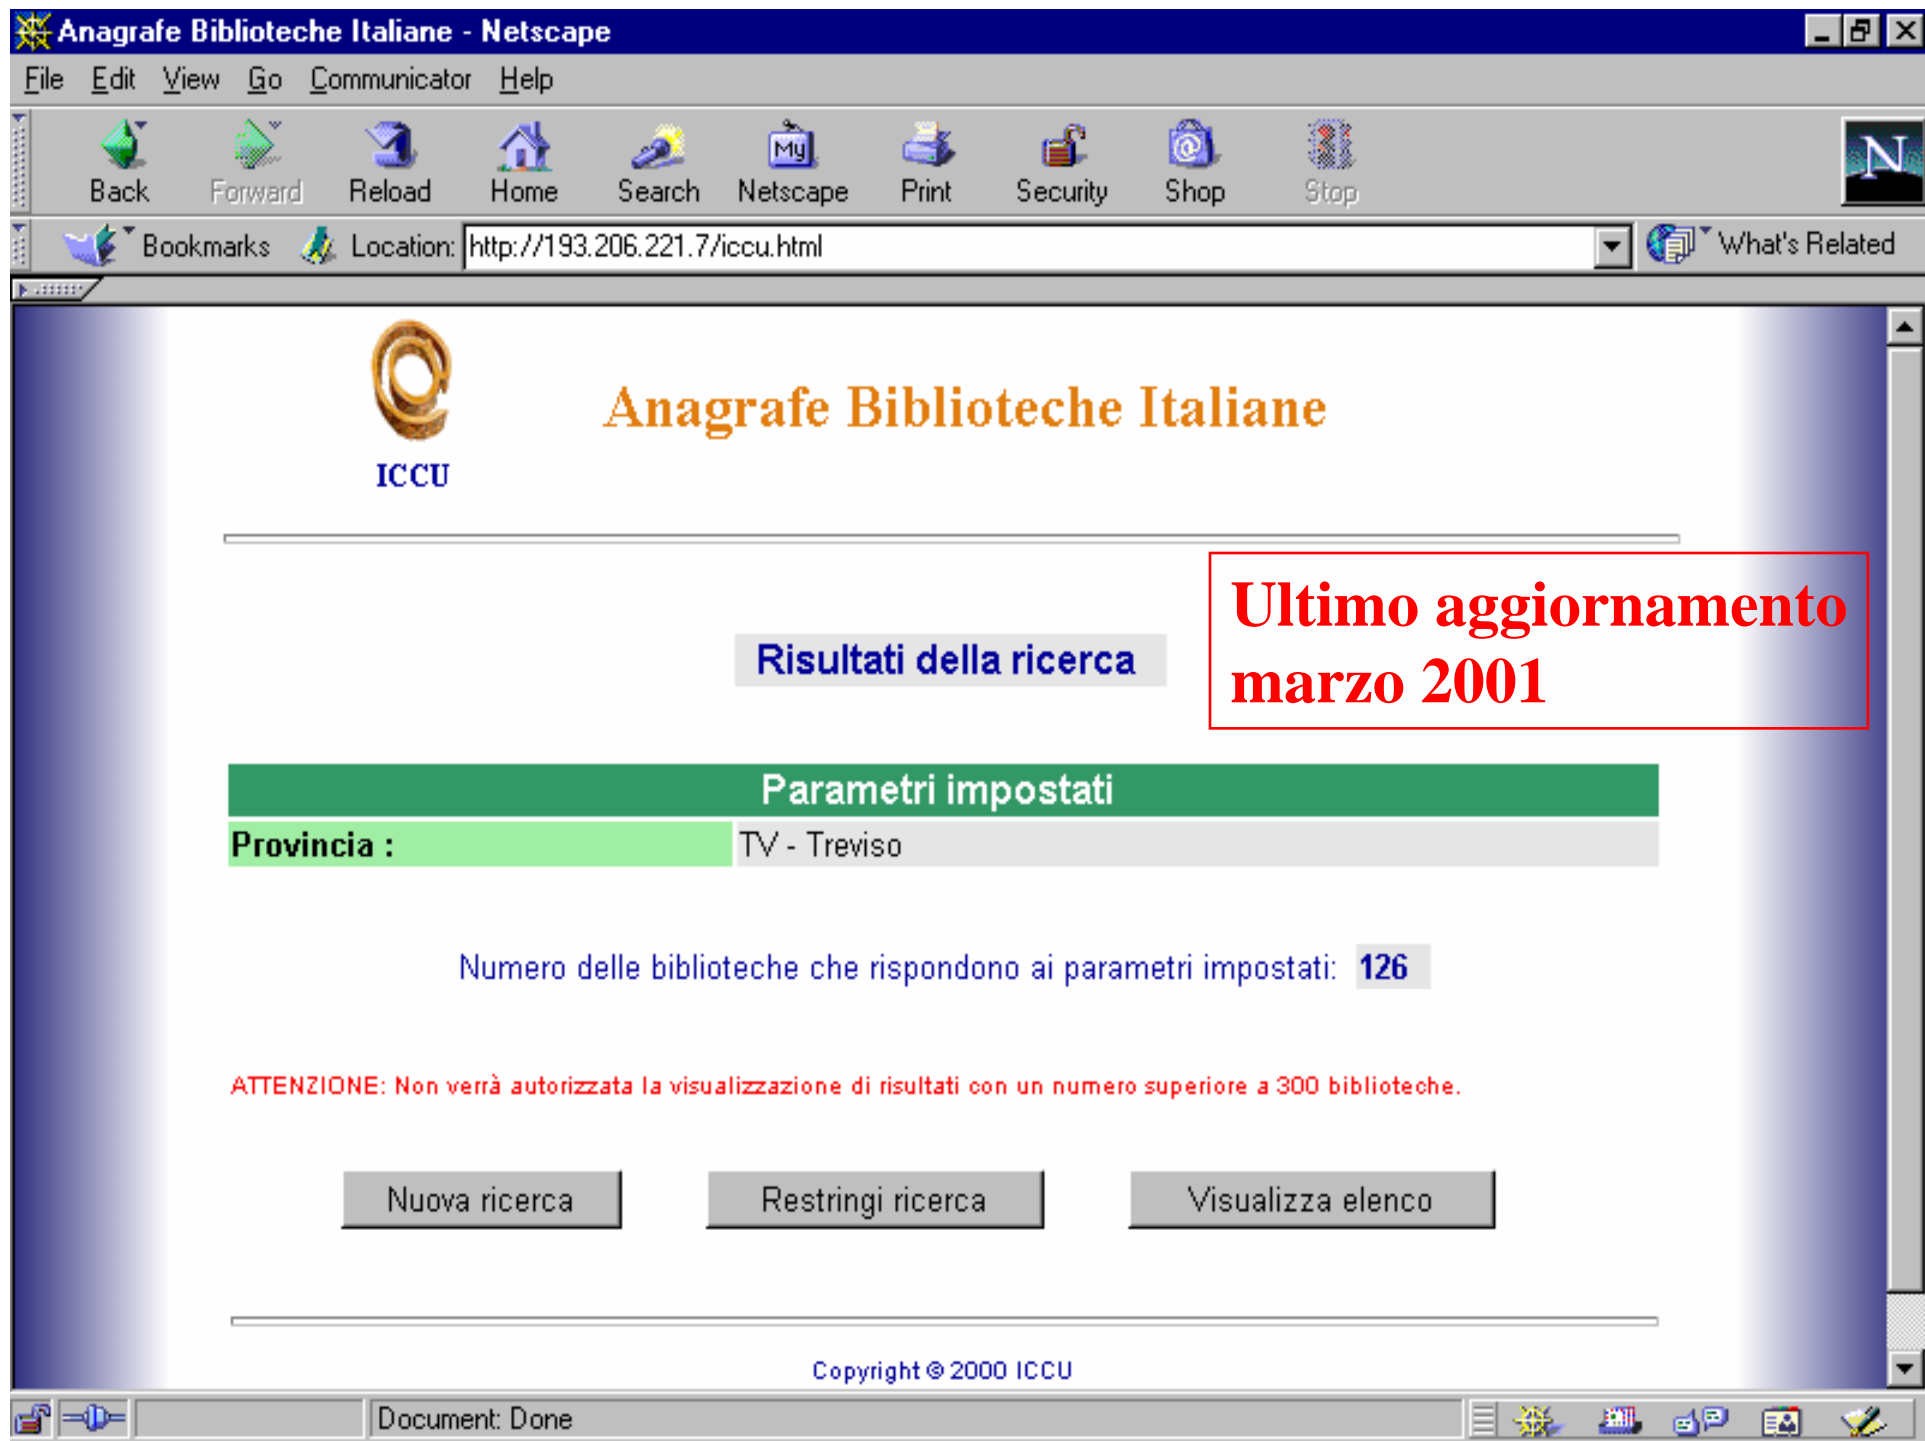 Anagrafe Biblioteche Italiane - Netscape
File Edit View Go Communicator Help
Back Forward Reload Home Search Netscape Print Security Shop Stop
My
N
Bookmarks Location: http://193.206.221.7/iccu.html What's Related
Anagrafe Biblioteche Italiane
ICCU
Ultimo aggiornamento
marzo 2001
Risultati della ricerca
Parametri impostati
Provincia : TV - Treviso
Numero delle biblioteche che rispondono ai parametri impostati: 126
ATTENZIONE: Non verrà autorizzata la visualizzazione di risultati con un numero superiore a 300 biblioteche.
Nuova ricerca Restringi ricerca Visualizza elenco
Copyright © 2000 ICCU
Document: Done